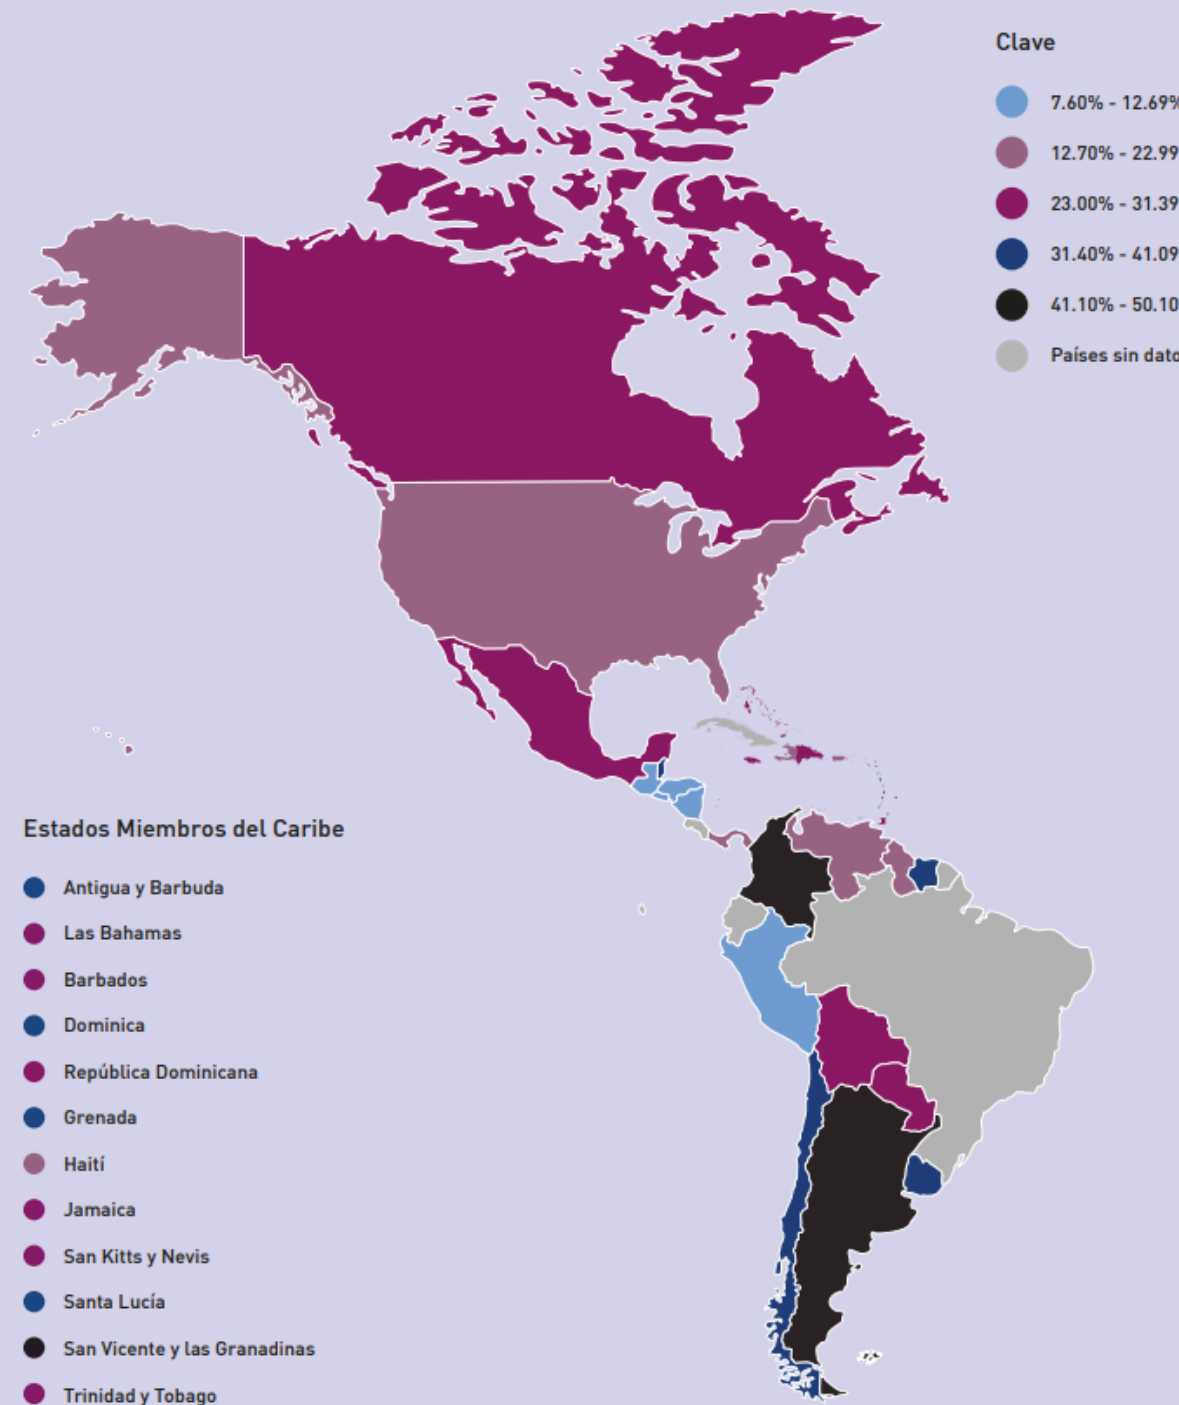 Clave
7.60% - 12.69%
12.70% - 22.99
23.00% - 31.39
31.40% - 41.09
41.10% - 50.10
Países sin dato
Estados Miembros del Caribe
Antigua y Barbuda
Las Bahamas
Barbados
Dominica
República Dominicana
Grenada
Haití
Jamaica
San Kitts y Nevis
Santa Lucía
San Vicente y las Granadinas
Trinidad y Tobago